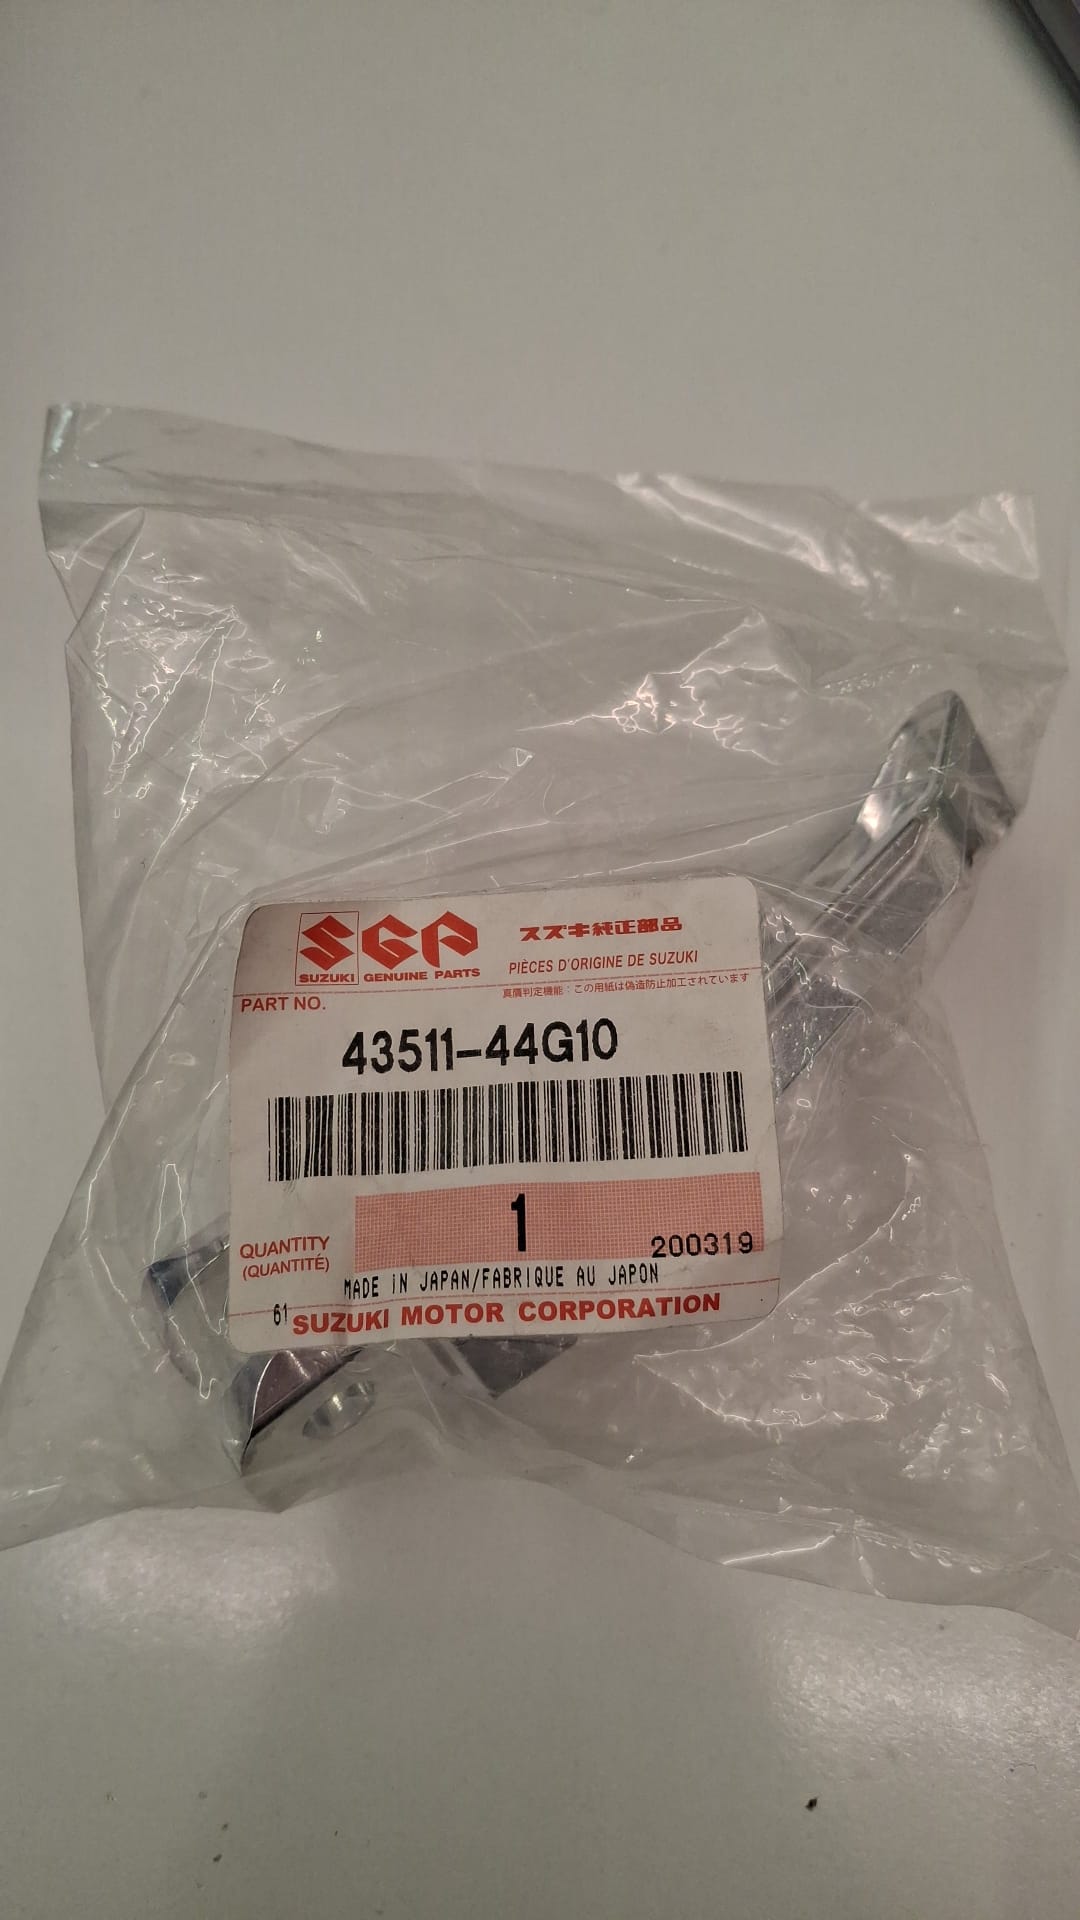 SGP
スズキ純正部品
SUZUKI GENUINE PARTS
PIÈCES D'ORIGINE DE SUZUKI
真贋判定機能：この用紙は偽造防止加工されています
PART NO.
43511-44G10
1
QUANTITY
(QUANTITÉ)
200319
MADE IN JAPAN/FABRIQUE AU JAPON
61 SUZUKI MOTOR CORPORATION